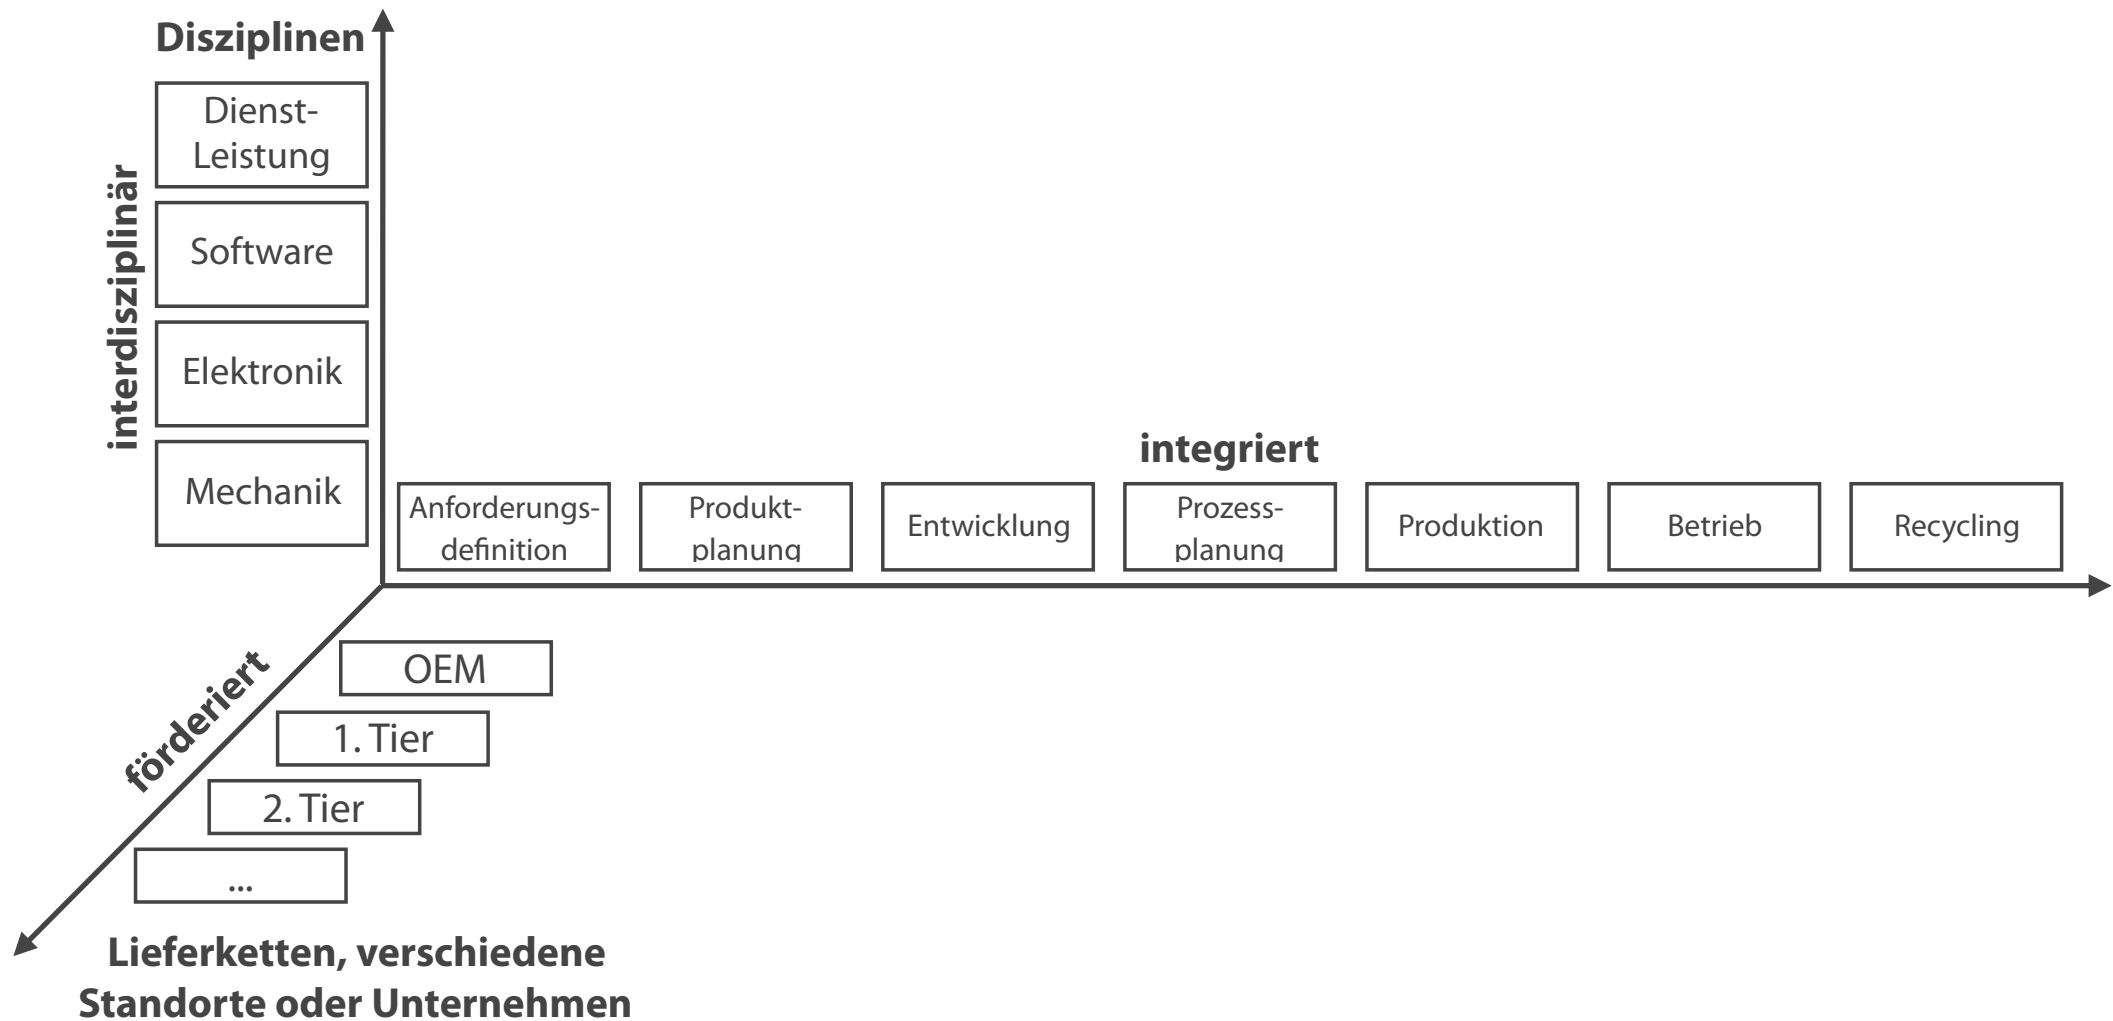 Disziplinen
Dienst-
Leistung
Software
Elektronik
Mechanik
interdisziplinär
integriert
Anforderungs-
definition
Produkt-
planung
Entwicklung
Prozess-
planung
Produktion
Betrieb
Recycling
förderiert
OEM
1. Tier
2. Tier
...
Lieferketten, verschiedene
Standorte oder Unternehmen